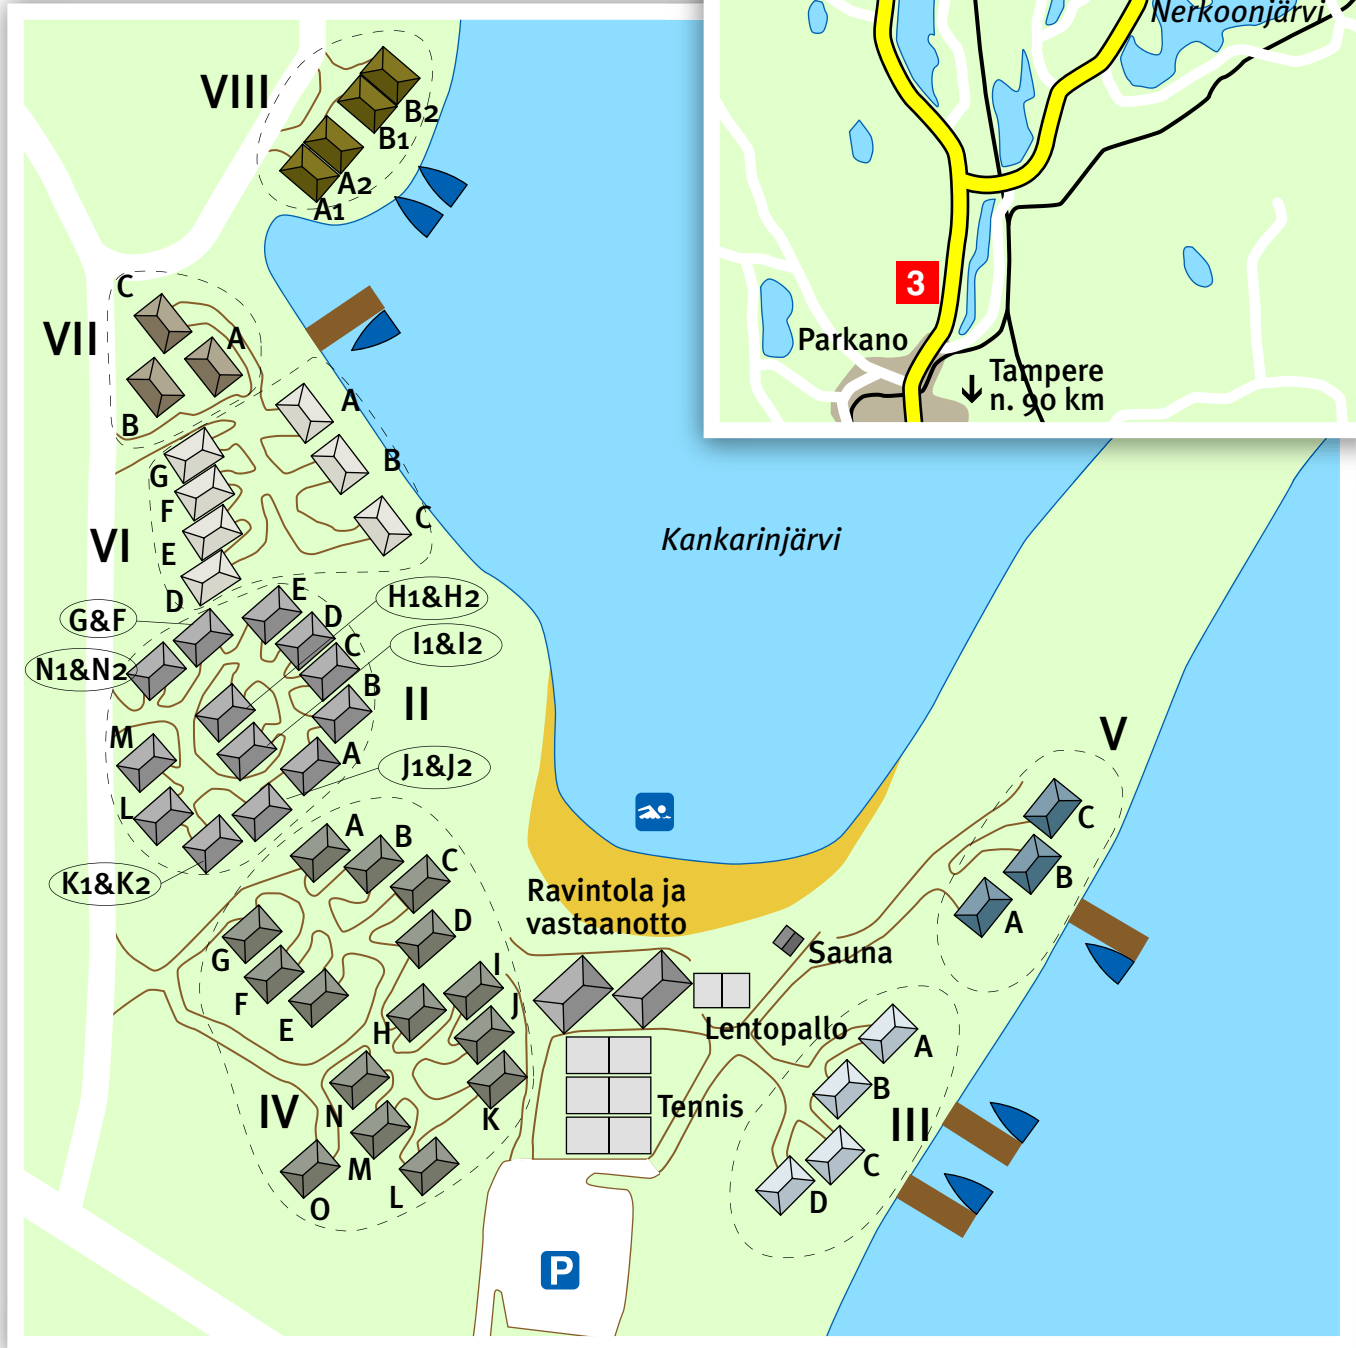 Nerkoonjärvi
3
Parkano
Tampere
n. 90 km
VIII
B2
B1
A2
A1
C
VII
A
B
A
B
G
F
C
VI
E
D
E
G&F
H1&H2
D
I1&I2
C
N1&N2
B
II
M
A
J1&J2
L
K1&K2
A
B
C
D
G
I
F
J
E
H
IV
N
K
M
L
O
Kankarinjärvi
Ravintola ja
vastaanotto
Sauna
Lentopallo
Tennis
V
C
B
A
A
B
III
C
D
P